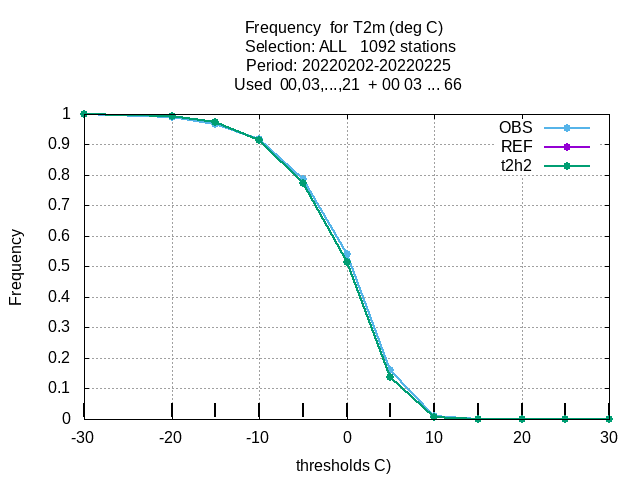 Frequency for T2m (deg C)
Selection: ALL 1092 stations
Period: 20220202-20220225
Used 00,03,...,21 + 00 03 ... 66
OBS
REF
t2h2
1
0.9
0.8
0.7
0.6
0.5
0.4
0.3
0.2
0.1
0
Frequency
-30 -20 -10 0 10 20 30
thresholds C)